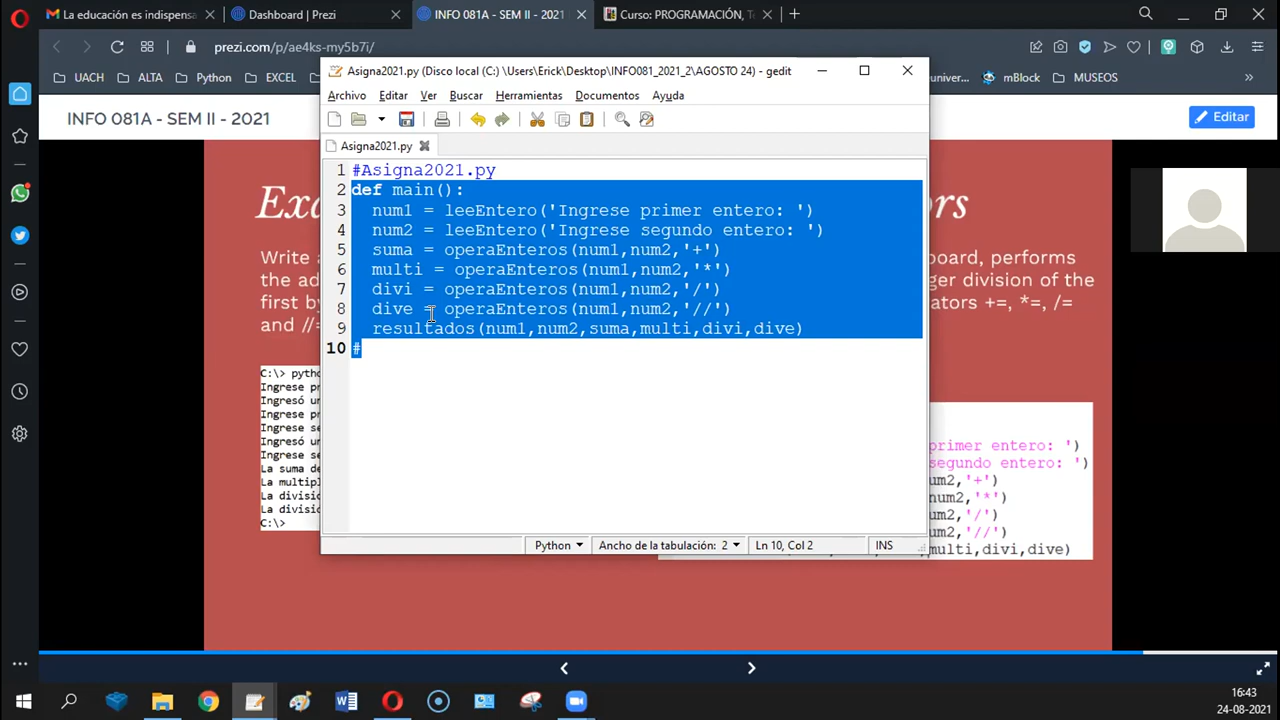 La educación es indispensa
Dashboard | Prezi
INFO 081A - SEM II - 2021
Curso: PROGRAMACIÓN, T
prezi.com/p/ae4ks-my5b7i/
UACH
ALTA
Python
EXCEL
univer...
mBlock
MUSEOS
INFO 081A - SEM II - 2021
Editar
Asigna2021.py (Disco local (C:) \Users\Erick\Desktop\INFO081_2021_2\AGOSTO 24) - gedit
Archivo Editar Ver Buscar Herramientas Documentos Ayuda
Asigna2021.py
1 #Asigna2021.py
2 def main():
3 num1 = leeEntero('Ingrese primer entero: ')
4 num2 = leeEntero('Ingrese segundo entero: ')
5 suma = operaEnteros(num1,num2,'+')
6 multi = operaEnteros(num1,num2,'*')
7 divi = operaEnteros(num1,num2,'/')
8 dive = operaEnteros(num1,num2,'//')
9 resultados(num1,num2,suma,multi,divi,dive)
10 #
Python Ancho de la tabulación: 2 Ln 10, Col 2 INS
Exa
ors
Write a
board, performs
the ad
ger division of the
first by
ators +=, *=, /=
and //=
C:\> pytho
Ingrese pr
Ingresó un
Ingrese pr
Ingrese se
Ingresó un
Ingrese se
La suma de
La multipl
La divisió
La divisió
C:\>
primer entero: ')
segundo entero: ')
um2,'+')
num2,'*')
um2,'/')
um2,'//')
multi,divi,dive)
16:43
24-08-2021